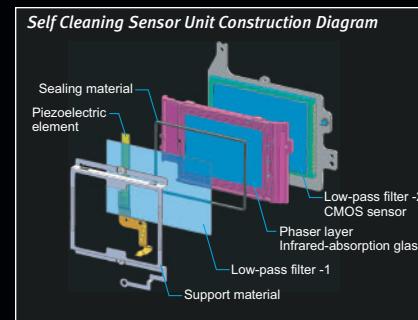 Self Cleaning Sensor Unit Construction Diagram
Sealing material
Piezoelectric
element
Low-pass filter -2
CMOS sensor
Phaser layer
Infrared-absorption glass
Low-pass filter -1
Support material